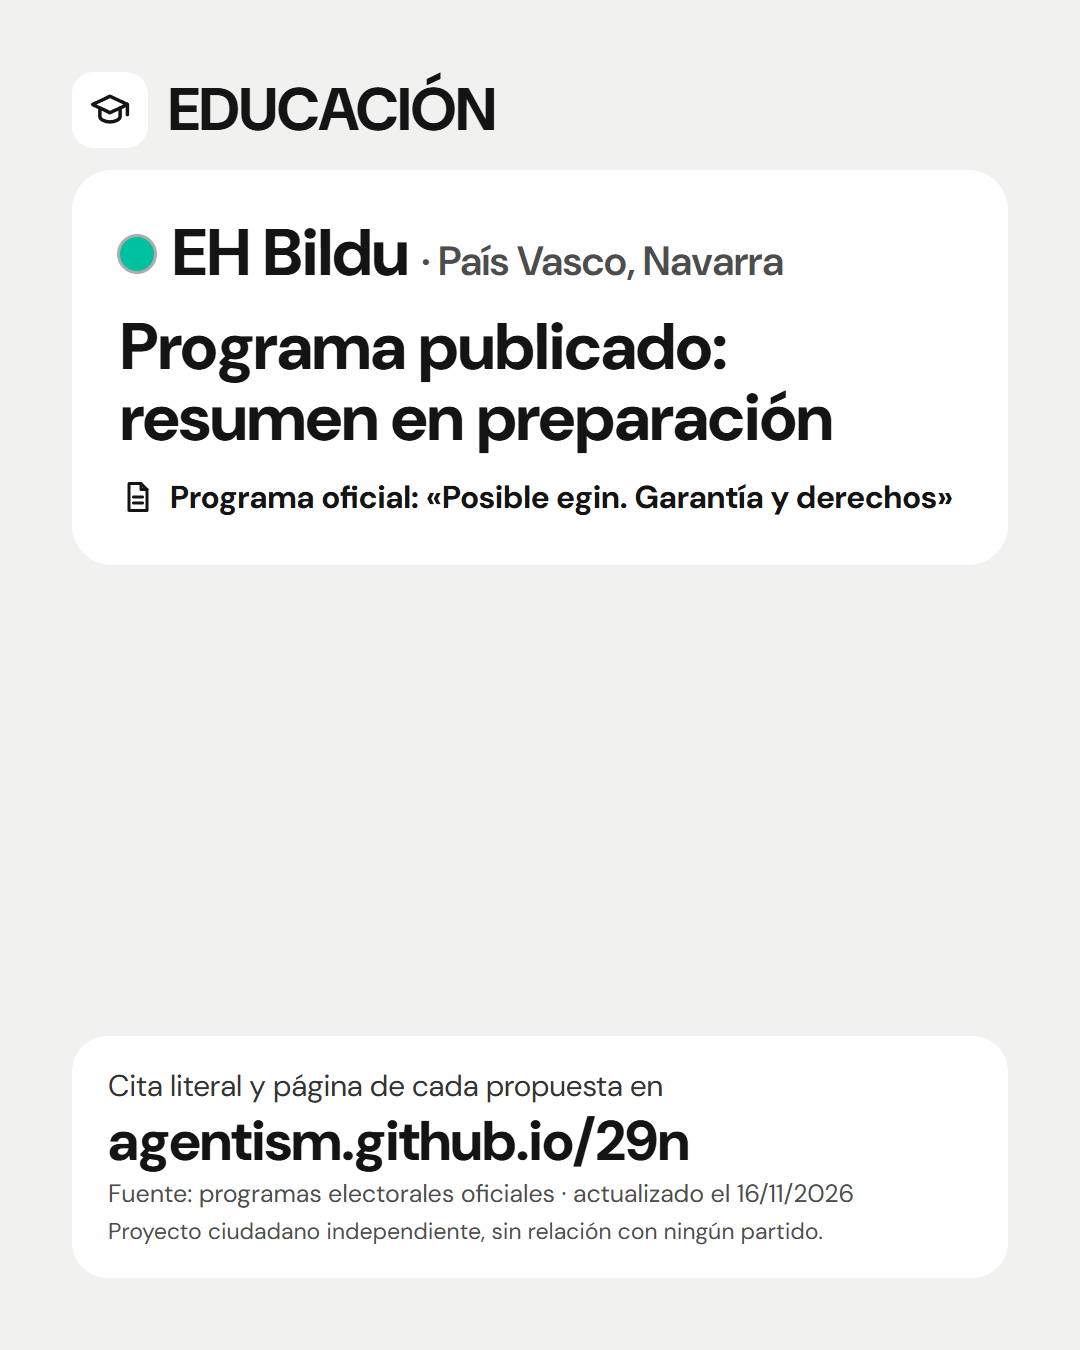 EDUCACIÓN
EH Bildu · País Vasco, Navarra
Programa publicado:
resumen en preparación
Programa oficial: «Posible egin. Garantía y derechos»
Cita literal y página de cada propuesta en
agentism.github.io/29n
Fuente: programas electorales oficiales · actualizado el 16/11/2026
Proyecto ciudadano independiente, sin relación con ningún partido.